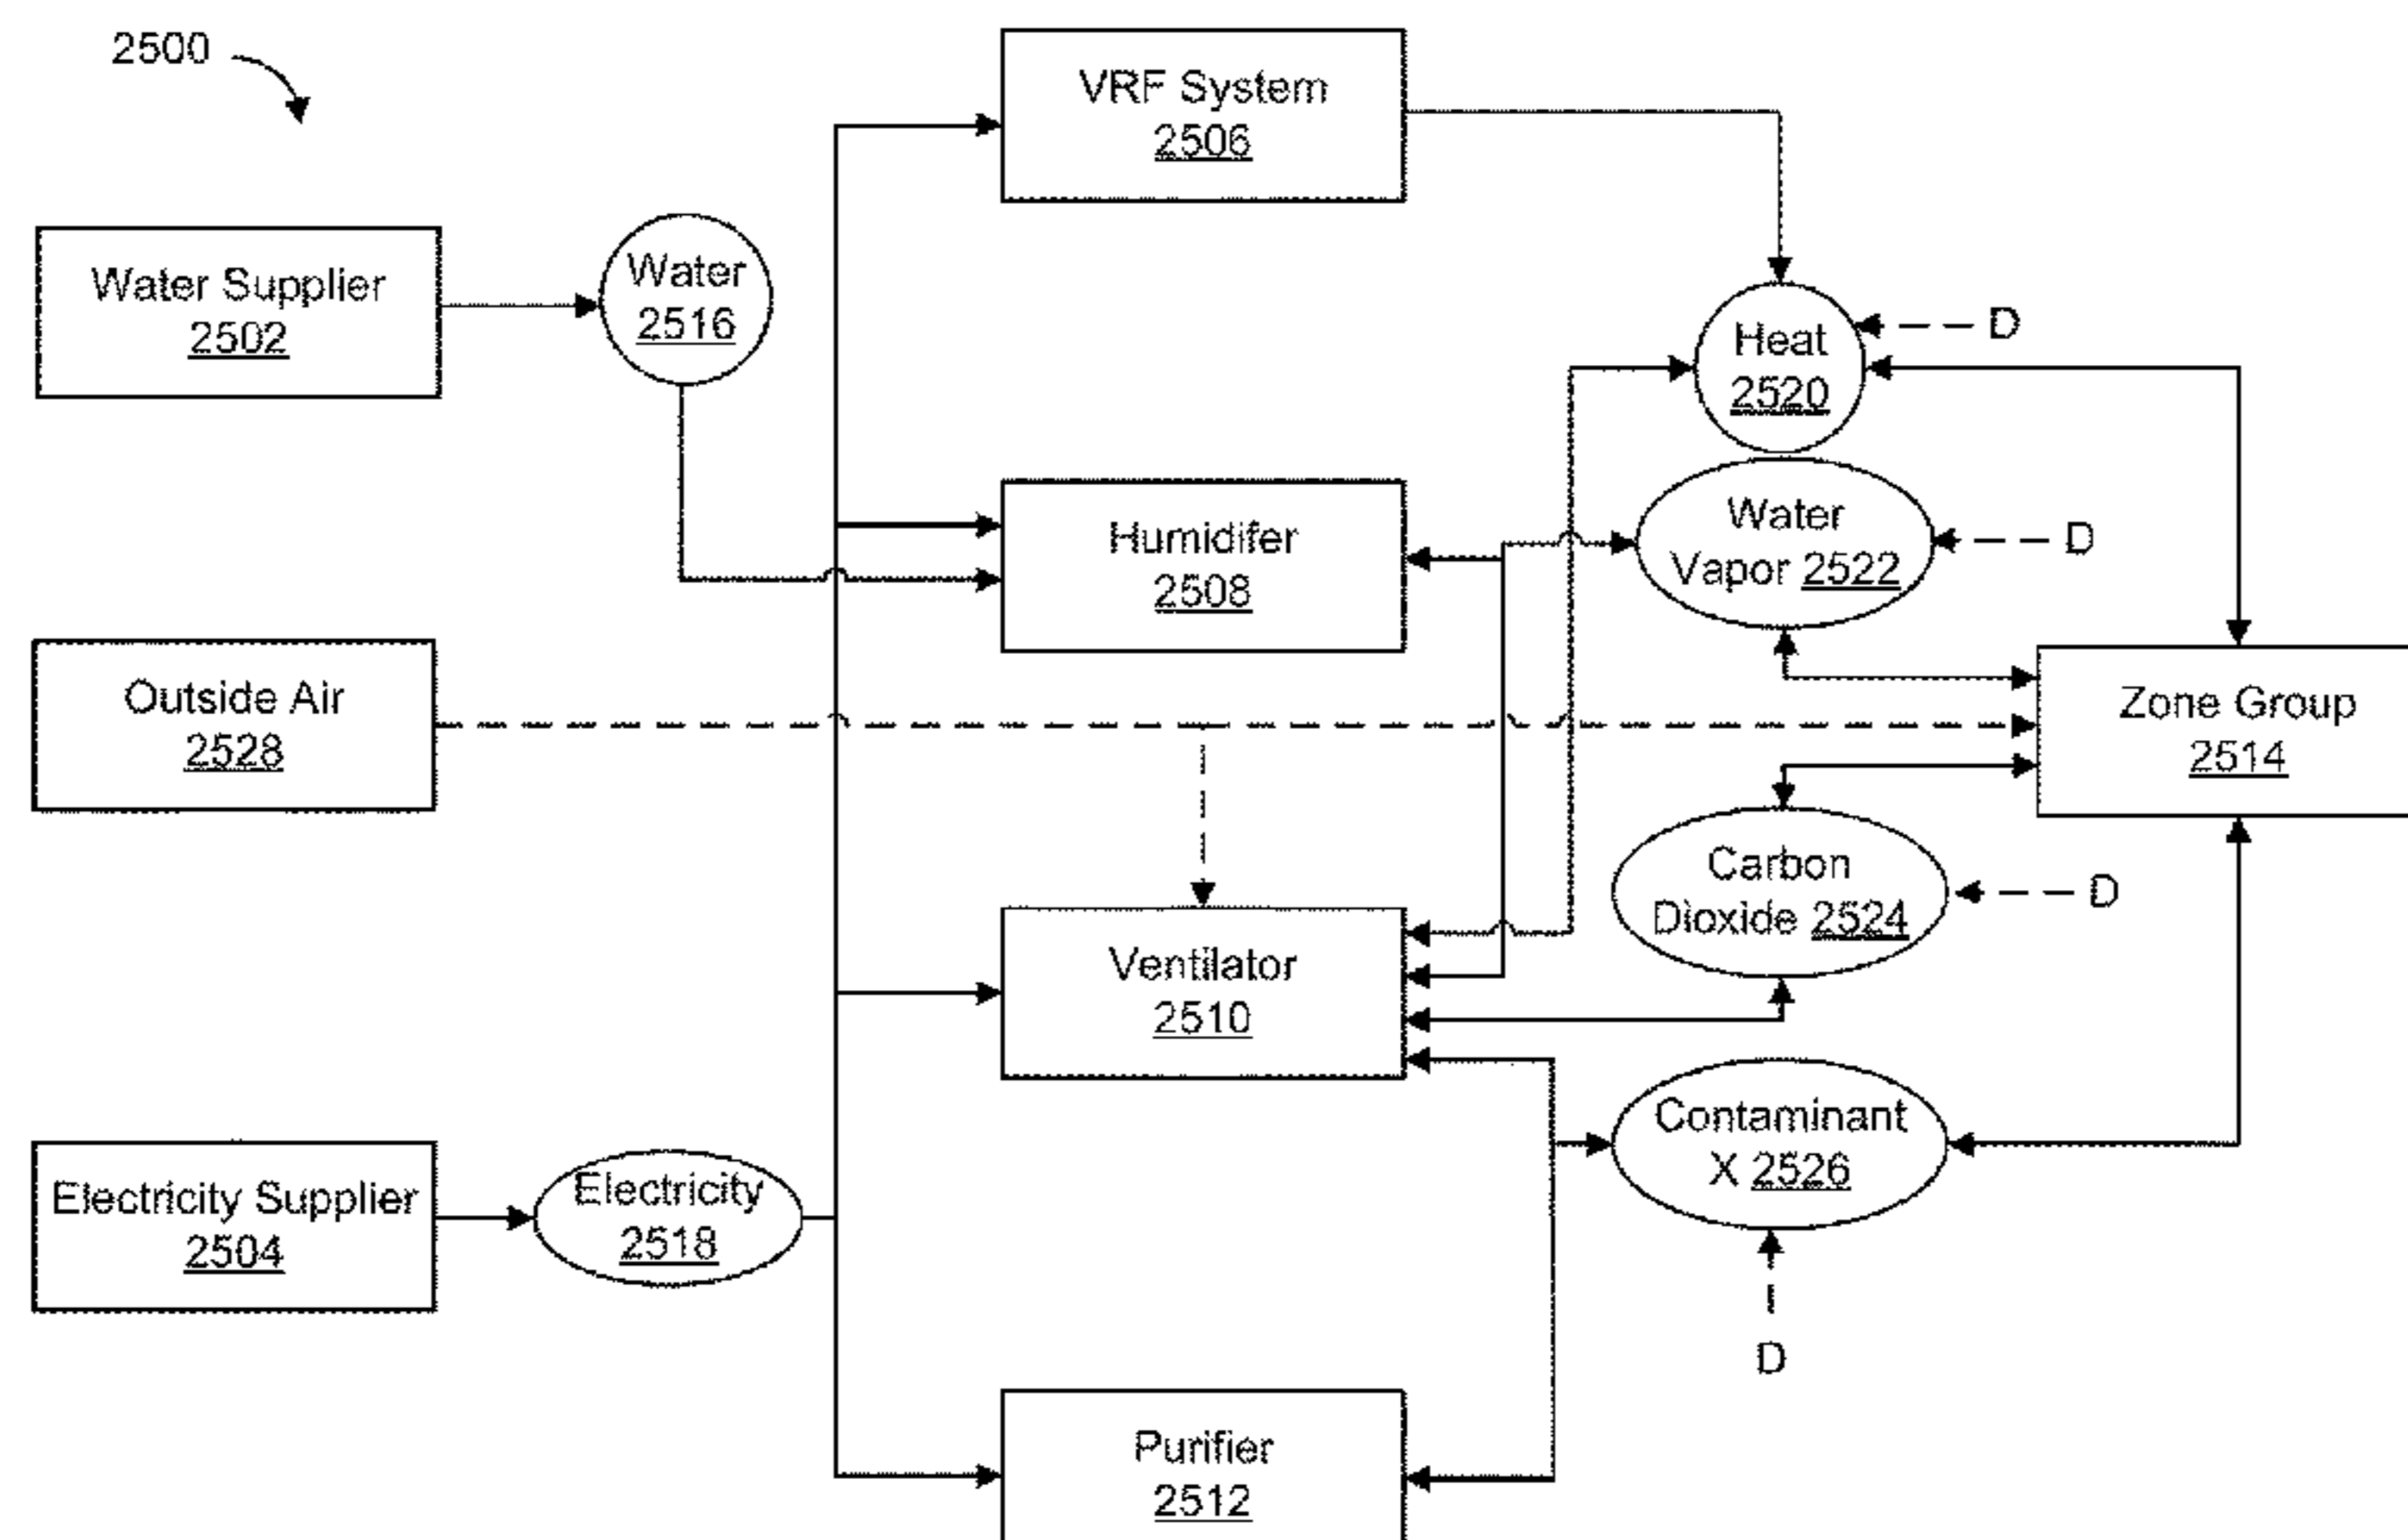 2500
VRF System
2506
Water Supplier
2502
Water
2516
Heat
2520
D
Humidifer
2508
Water
Vapor 2522
D
Outside Air
2528
Zone Group
2514
Carbon
Dioxide 2524
D
Ventilator
2510
Electricity Supplier
2504
Electricity
2518
Contaminant
X 2526
D
Purifier
2512